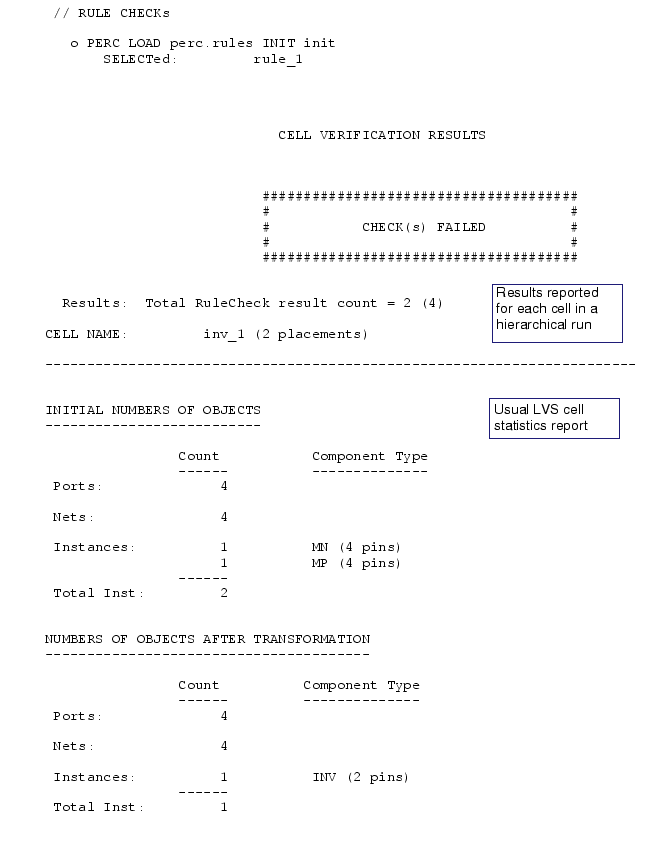 // RULE CHECKs
o PERC LOAD perc.rules INIT init
SELECTed: rule_1
CELL VERIFICATION RESULTS
######################################
# #
# CHECK(s) FAILED #
# #
######################################
Results: Total RuleCheck result count = 2 (4)
Results reported
for each cell in a
hierarchical run
CELL NAME: inv_1 (2 placements)
-----------------------------------------------------------------------
INITIAL NUMBERS OF OBJECTS
--------------------------
Usual LVS cell
statistics report
Count Component Type
------ --------------
Ports: 4
Nets: 4
Instances: 1 MN (4 pins)
1 MP (4 pins)
------
Total Inst: 2
NUMBERS OF OBJECTS AFTER TRANSFORMATION
---------------------------------------
Count Component Type
------ --------------
Ports: 4
Nets: 4
Instances: 1 INV (2 pins)
------
Total Inst: 1